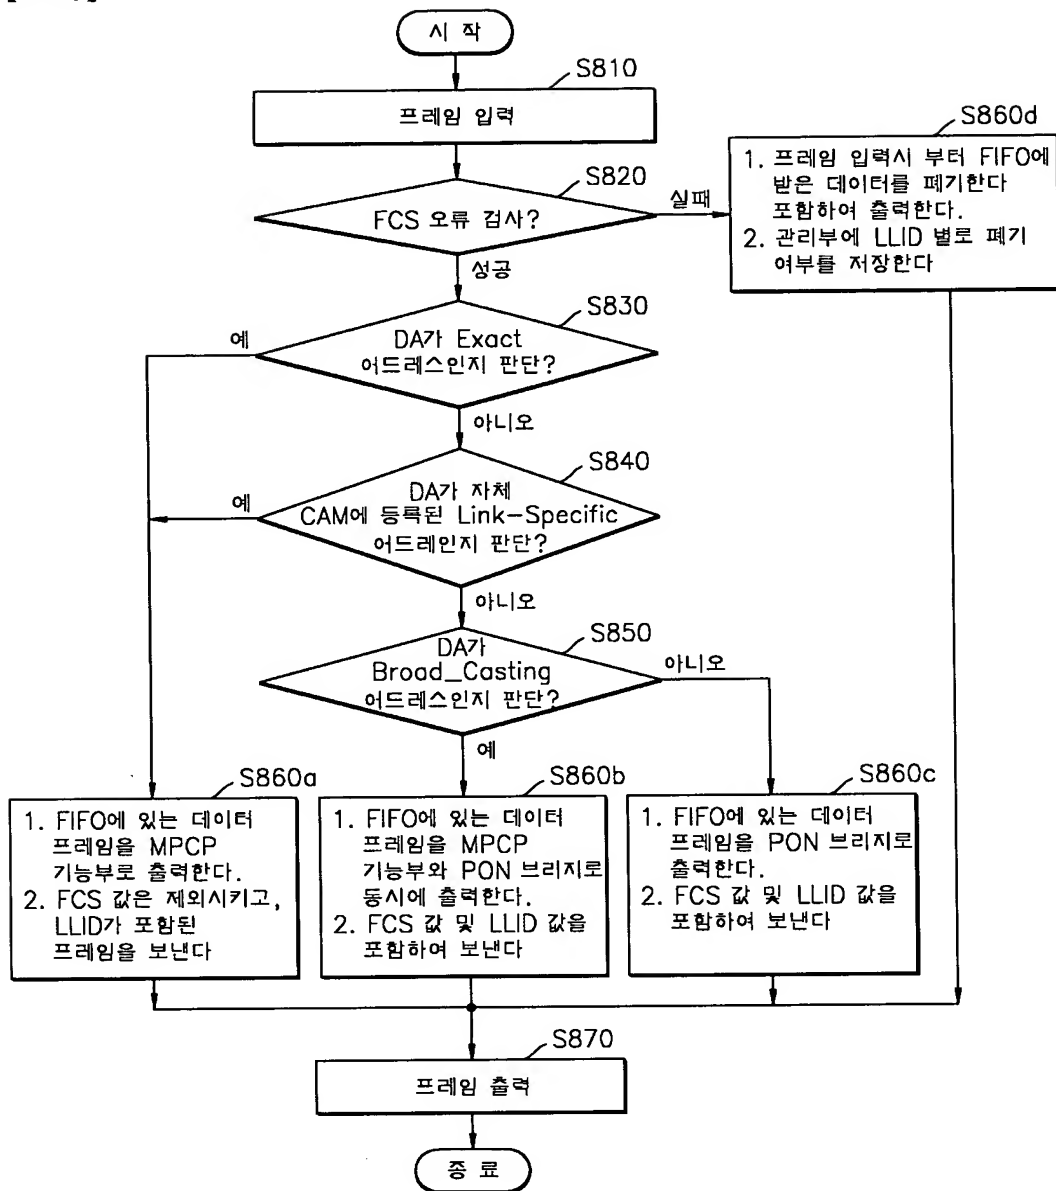 시 작
S810
프레임 입력
S860d
1. 프레임 입력시 부터 FIFO에
받은 데이터를 폐기한다
포함하여 출력한다.
2. 관리부에 LLID 별로 폐기
여부를 저장한다
S820
FCS 오류 검사?
실패
성공
S830
예
DA가 Exact
어드레스인지 판단?
아니오
S840
예
DA가 자체
CAM에 등록된 Link-Specific
어드레인지 판단?
아니오
S850
DA가
Broad_Casting
어드레스인지 판단?
아니오
예
S860a
1. FIFO에 있는 데이터
프레임을 MPCP
기능부로 출력한다.
2. FCS 값은 제외시키고,
LLID가 포함된
프레임을 보낸다
S860b
1. FIFO에 있는 데이터
프레임을 MPCP
기능부와 PON 브리지로
동시에 출력한다.
2. FCS 값 및 LLID 값을
포함하여 보낸다
S860c
1. FIFO에 있는 데이터
프레임을 PON 브리지로
출력한다.
2. FCS 값 및 LLID 값을
포함하여 보낸다
S870
프레임 출력
종 료